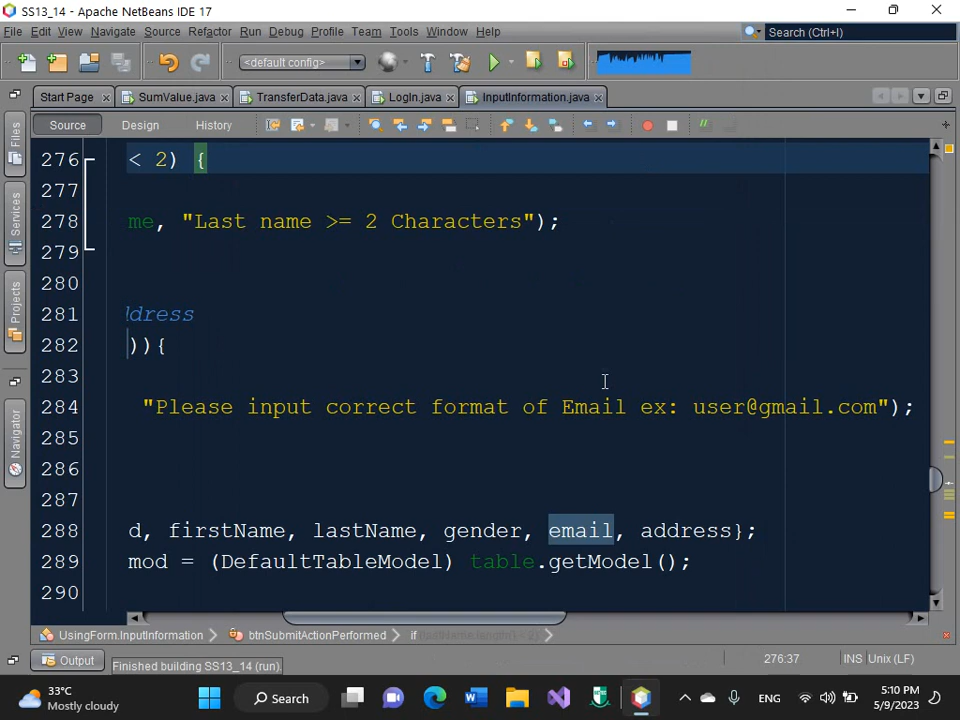 SS13_14 - Apache NetBeans IDE 17
File Edit View Navigate Source Refactor Run Debug Profile Team Tools Window Help
Search (Ctrl+I)
<default config>
Start Page SumValue.java TransferData.java LogIn.java InputInformation.java
Source Design History
276 < 2) {
277
278 me, "Last name >= 2 Characters");
279
280
281 dress
282 )){
283
284 "Please input correct format of Email ex: user@gmail.com");
285
286
287
288 d, firstName, lastName, gender, email, address};
289 mod = (DefaultTableModel) table.getModel();
290
Files
Services
Projects
Navigator
UsingForm.InputInformation btnSubmitActionPerformed if (lastName.length() < 2)
Output Finished building SS13_14 (run). 276:37 INS Unix (LF)
33°C
Mostly cloudy
Search
ENG
5:10 PM
5/9/2023